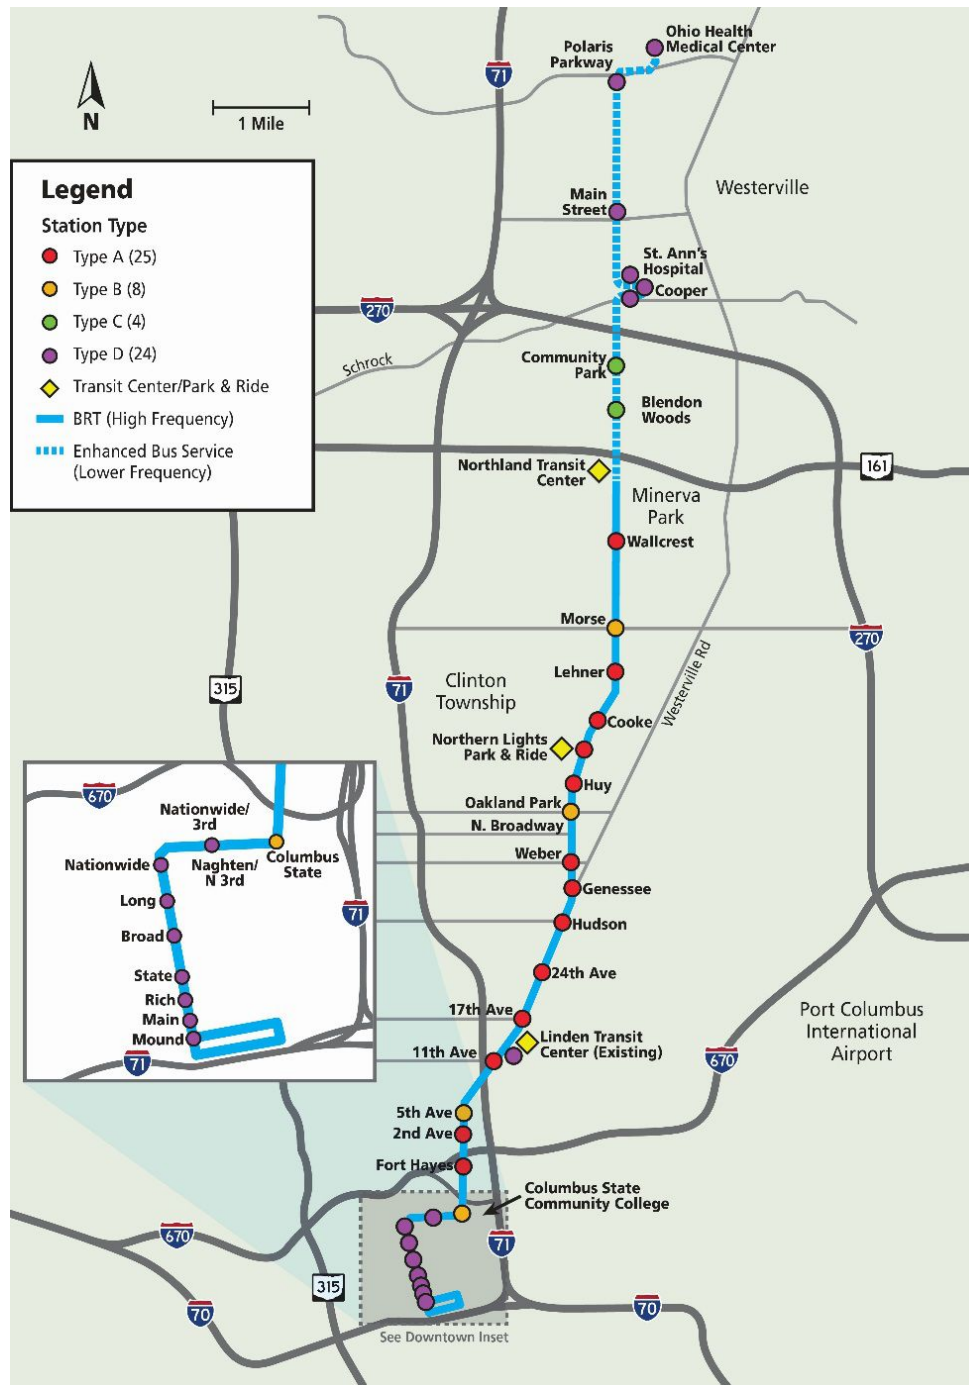 Ohio Health
Medical Center
Polaris
Parkway
71
N
1 Mile
Legend
Station Type
Type A (25)
Type B (8)
Type C (4)
Type D (24)
Transit Center/Park & Ride
BRT (High Frequency)
Enhanced Bus Service
(Lower Frequency)
Westerville
Main
Street
St. Ann's
Hospital
Cooper
270
Schrock
Community
Park
Blendon
Woods
Northland Transit
Center
161
Minerva
Park
Wallcrest
Morse
270
Lehner
Westerville Rd
315
71
Clinton
Township
Cooke
Northern Lights
Park & Ride
Huy
Oakland Park
N. Broadway
Weber
Genessee
Hudson
24th Ave
17th Ave
Linden Transit
Center (Existing)
11th Ave
Port Columbus
International
Airport
670
5th Ave
2nd Ave
Fort Hayes
Columbus State
Community College
670
Nationwide/
3rd
Columbus
State
Nationwide
Naghten/
N 3rd
Long
71
Broad
State
Rich
Main
Mound
71
670
71
315
70
70
See Downtown Inset